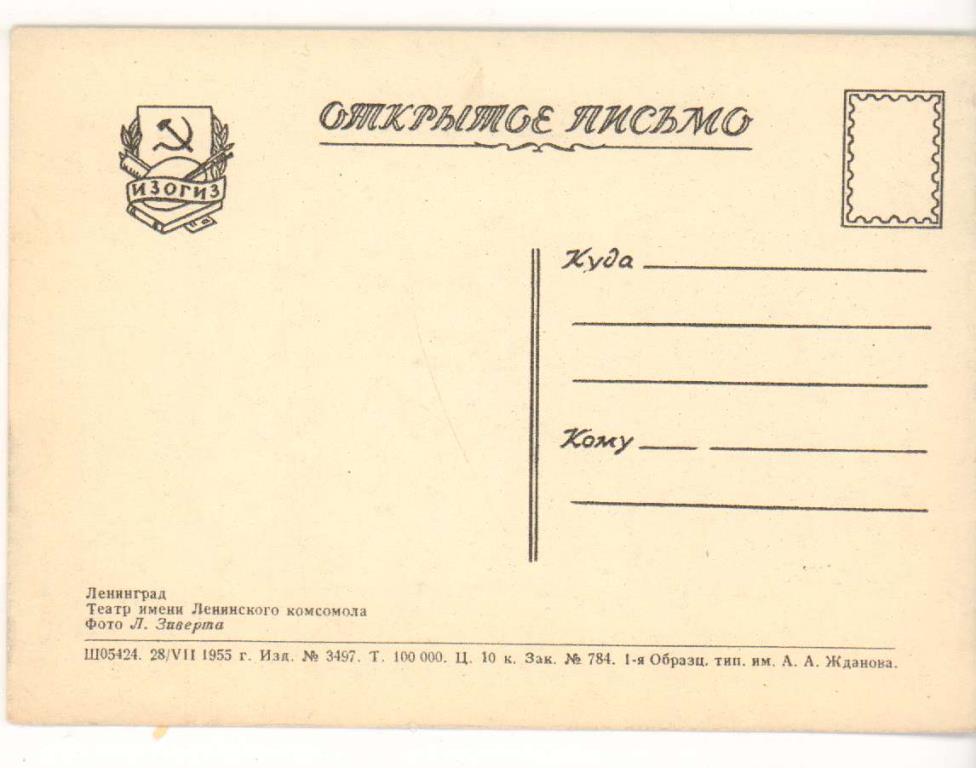 ОТКРЫТОЕ ПИСЬМО
ИЗОГИЗ
Куда
Кому
Ленинград
Театр имени Ленинского комсомола
Фото Л. Зиверта
Ш05424. 28/VII 1955 г. Изд. № 3497. Т. 100 000. Ц. 10 к. Зак. № 784. 1-я Образц. тип. им. А. А. Жданова.